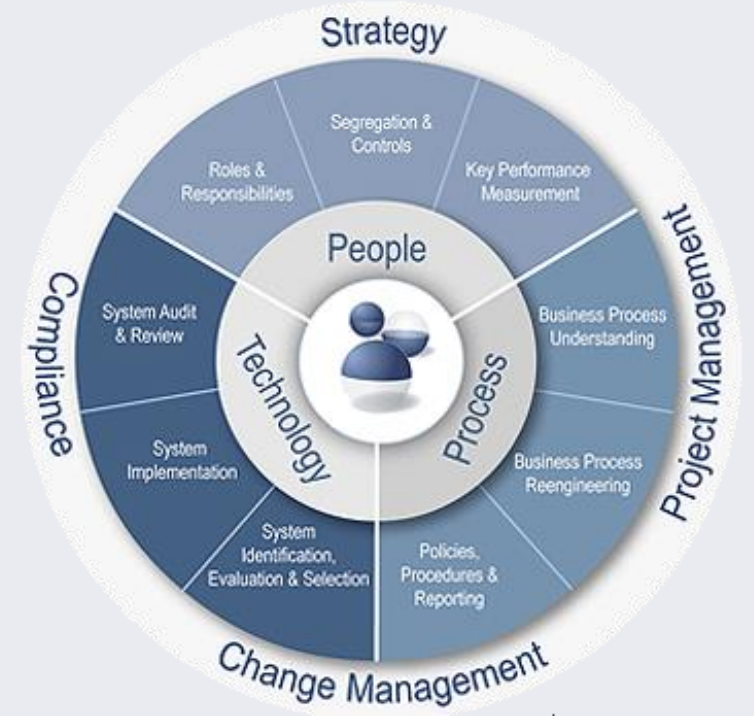 Strategy
Segregation &
Controls
Roles &
Responsibilities
Key Performance
Measurement
People
Compliance
System Audit
& Review
Technology
Process
Business Process
Understanding
Project Management
System
Implementation
Business Process
Reengineering
System
Identification,
Evaluation & Selection
Policies,
Procedures &
Reporting
Change Management